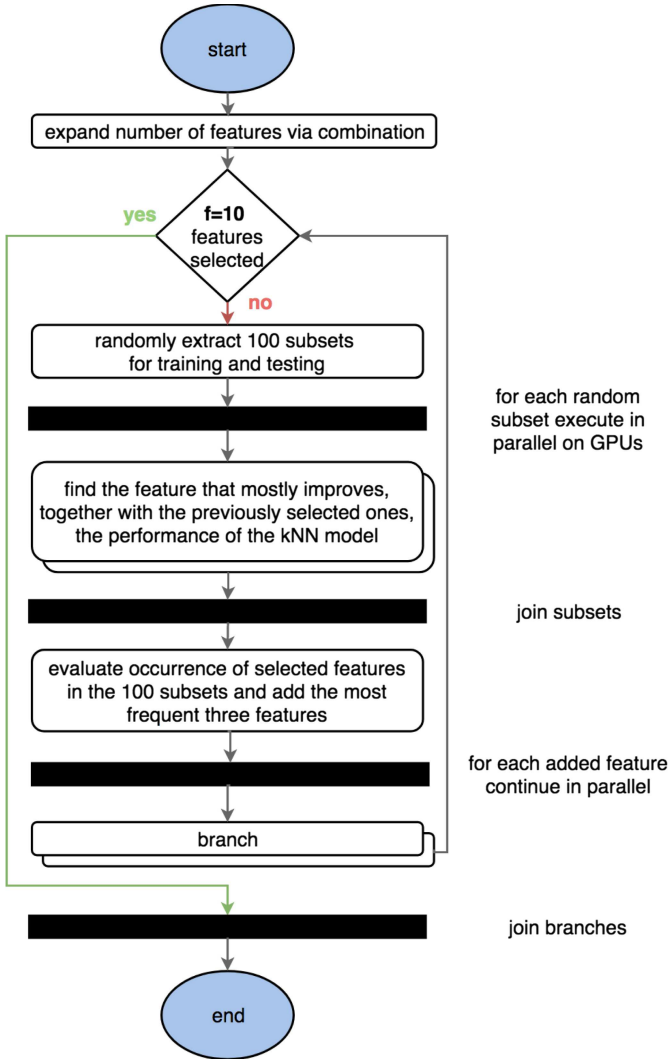 start
expand number of features via combination
yes
f=10
features
selected
no
randomly extract 100 subsets
for training and testing
for each random
subset execute in
parallel on GPUs
find the feature that mostly improves,
together with the previously selected ones,
the performance of the kNN model
join subsets
evaluate occurrence of selected features
in the 100 subsets and add the most
frequent three features
for each added feature
continue in parallel
branch
join branches
end